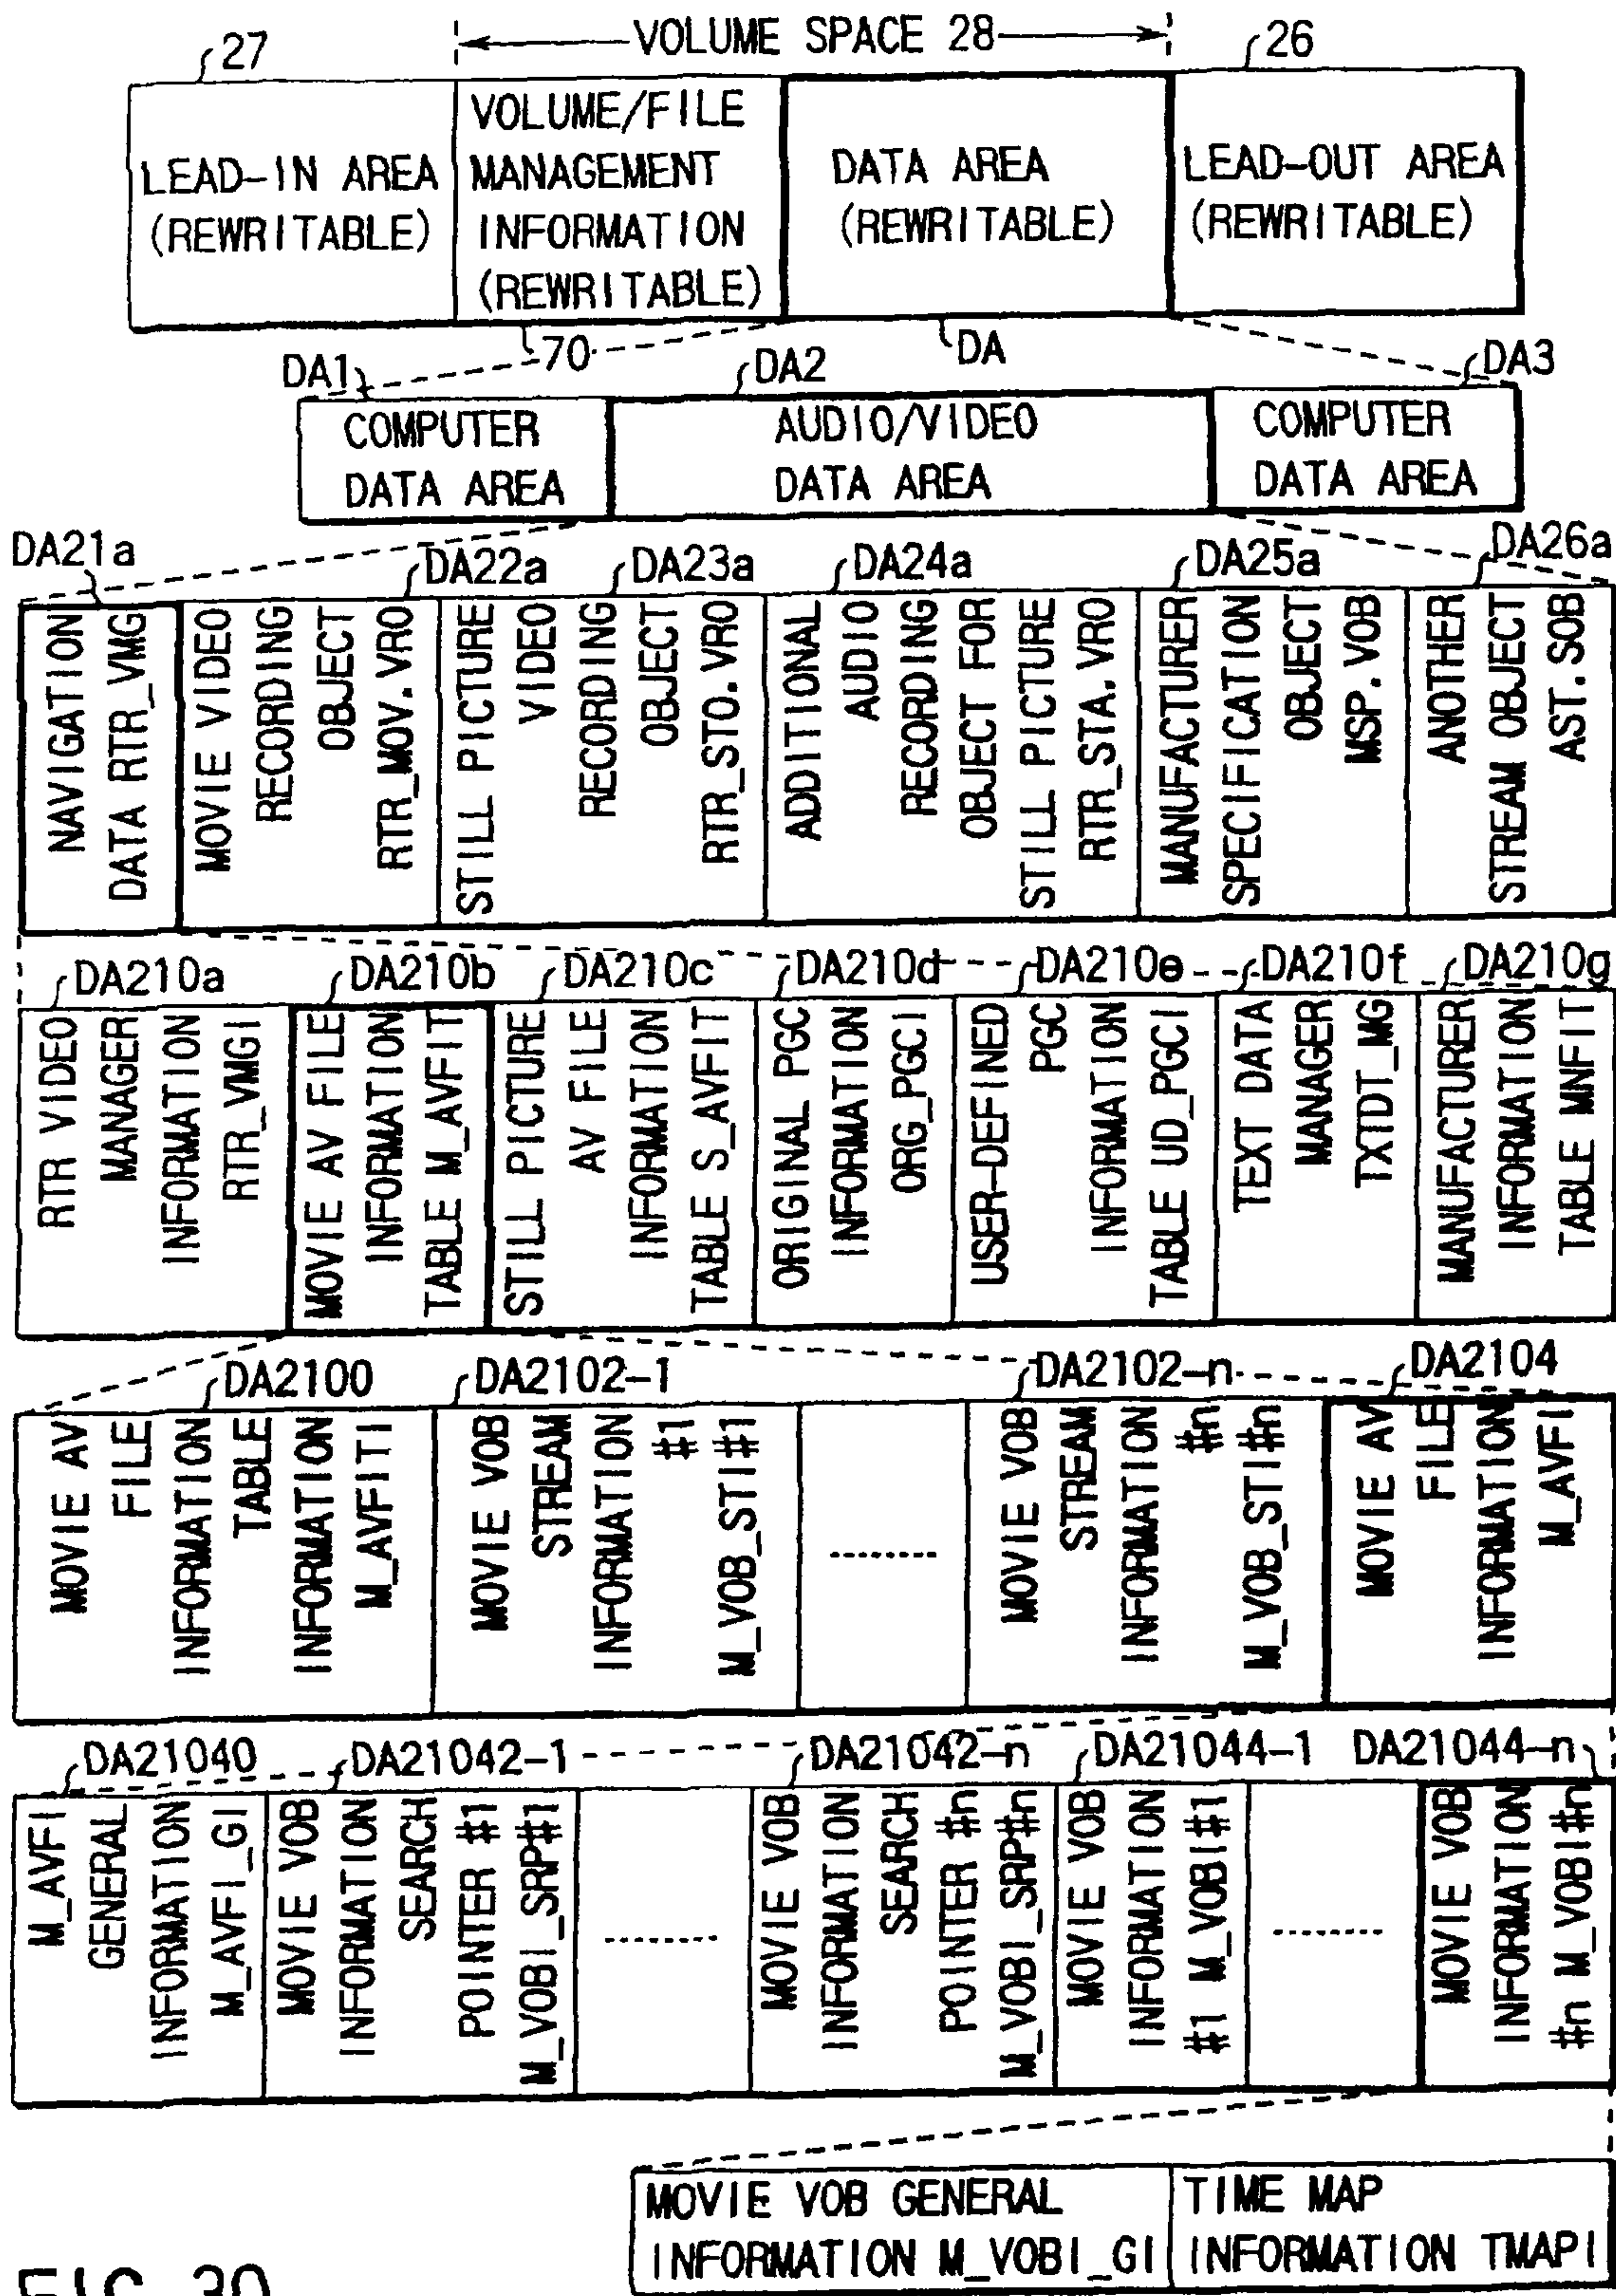 27
VOLUME SPACE 28
26
LEAD-IN AREA
(REWRITABLE)
VOLUME/FILE
MANAGEMENT
INFORMATION
(REWRITABLE)
DATA AREA
(REWRITABLE)
LEAD-OUT AREA
(REWRITABLE)
70
DA
DA1
DA2
DA3
COMPUTER
DATA AREA
AUDIO/VIDEO
DATA AREA
COMPUTER
DATA AREA
DA21a
DA22a
DA23a
DA24a
DA25a
DA26a
NAVIGATION
DATA RTR_VMG
MOVIE VIDEO
RECORDING
OBJECT
RTR_MOV.VRO
STILL PICTURE
VIDEO
RECORDING
OBJECT
RTR_STO.VRO
ADDITIONAL
AUDIO
RECORDING
OBJECT FOR
STILL PICTURE
RTR_STA.VRO
MANUFACTURER
SPECIFICATION
OBJECT
MSP.VOB
ANOTHER
STREAM OBJECT
AST.SOB
DA210a
DA210b
DA210c
DA210d
DA210e
DA210f
DA210g
RTR VIDEO
MANAGER
INFORMATION
RTR_VMGI
MOVIE AV FILE
INFORMATION
TABLE M_AVFIT
STILL PICTURE
AV FILE
INFORMATION
TABLE S_AVFIT
ORIGINAL PGC
INFORMATION
ORG_PGCI
USER-DEFINED
PGC
INFORMATION
TABLE UD_PGCI
TEXT DATA
MANAGER
TXTDT_MG
MANUFACTURER
INFORMATION
TABLE MNFIT
DA2100
DA2102-1
DA2102-n
DA2104
MOVIE AV
FILE
INFORMATION
TABLE
INFORMATION
M_AVFITI
MOVIE VOB
STREAM
INFORMATION
#1
M_VOB_STI#1
..........
MOVIE VOB
STREAM
INFORMATION
#n
M_VOB_STI#n
MOVIE AV
FILE
INFORMATION
M_AVFI
DA21040
DA21042-1
DA21042-n
DA21044-1
DA21044-n
M_AVFI
GENERAL
INFORMATION
M_AVFI_GI
MOVIE VOB
INFORMATION
SEARCH
POINTER #1
M_VOBI_SRP#1
..........
MOVIE VOB
INFORMATION
SEARCH
POINTER #n
M_VOBI_SRP#n
MOVIE VOB
INFORMATION
#1 M_VOBI#1
..........
MOVIE VOB
INFORMATION
#n M_VOBI#n
MOVIE VOB GENERAL
INFORMATION M_VOBI_GI
TIME MAP
INFORMATION TMAPI
FIG. 30